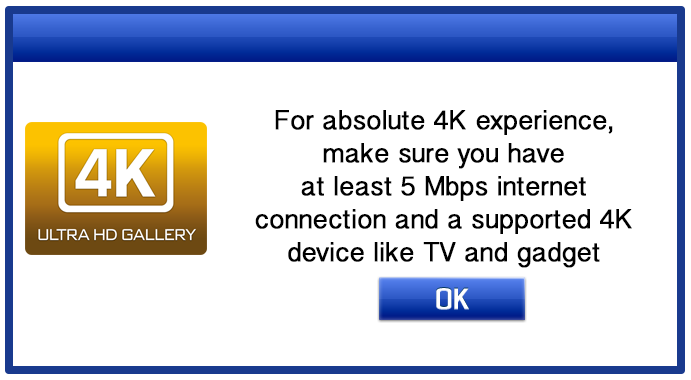 4K
ULTRA HD GALLERY
For absolute 4K experience,
make sure you have
at least 5 Mbps internet
connection and a supported 4K
device like TV and gadget
OK